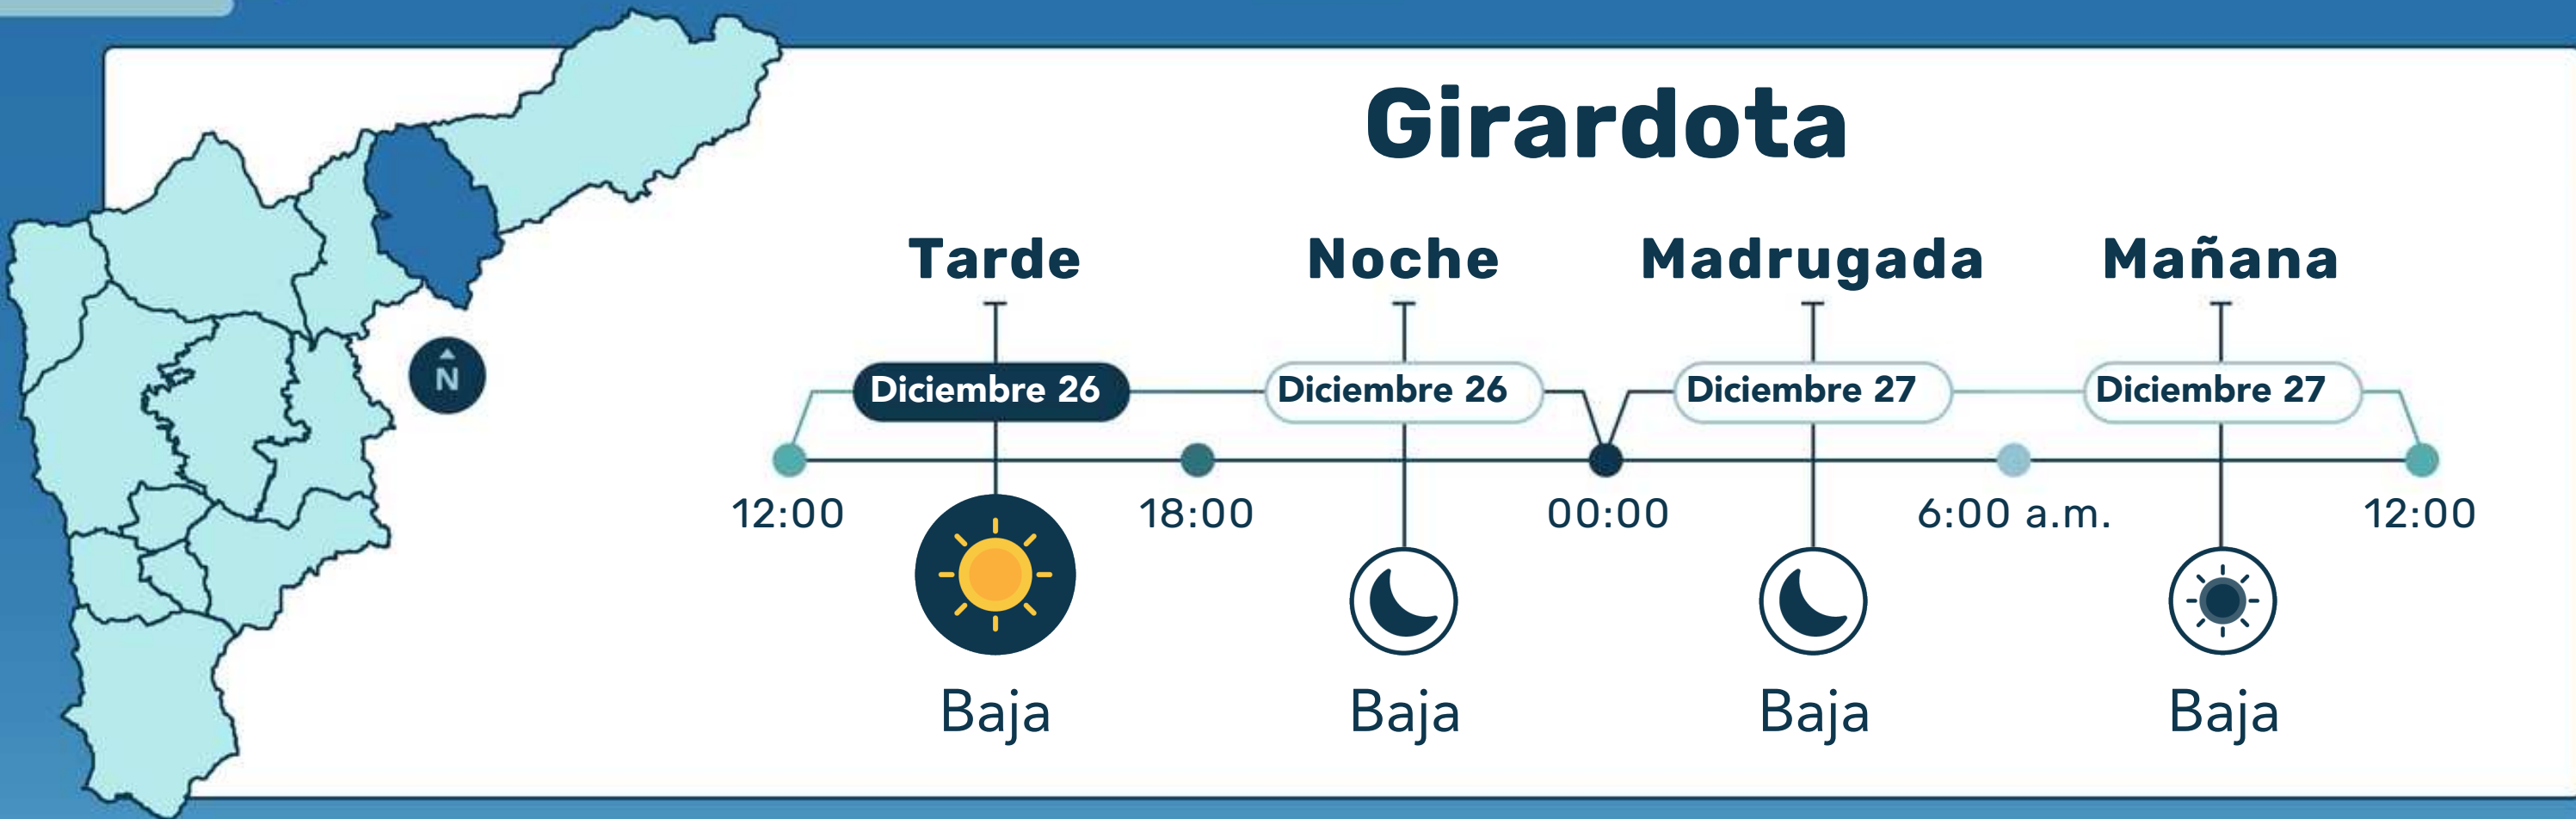 Girardota
Tarde Noche Madrugada Mañana
Diciembre 26 Diciembre 26 Diciembre 27 Diciembre 27
N
12:00 18:00 00:00 6:00 a.m. 12:00
Baja Baja Baja Baja